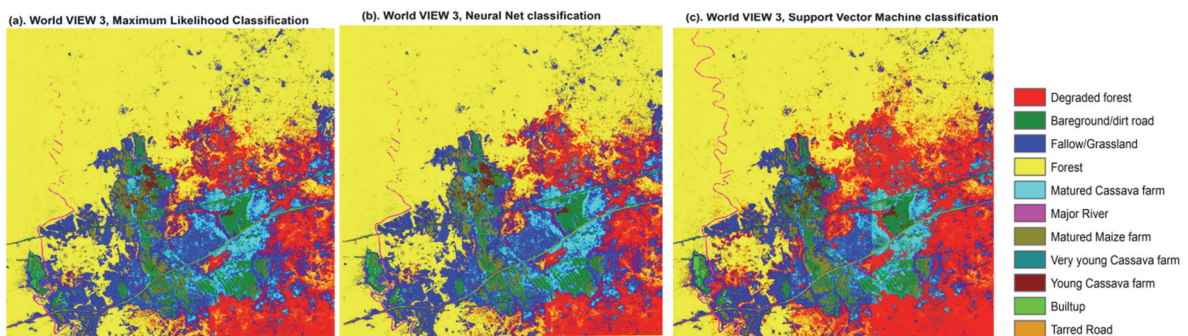 (a). World VIEW 3, Maximum Likelihood Classification
(b). World VIEW 3, Neural Net classification
(c). World VIEW 3, Support Vector Machine classification
Degraded forest
Bareground/dirt road
Fallow/Grassland
Forest
Matured Cassava farm
Major River
Matured Maize farm
Very young Cassava farm
Young Cassava farm
Builtup
Tarred Road